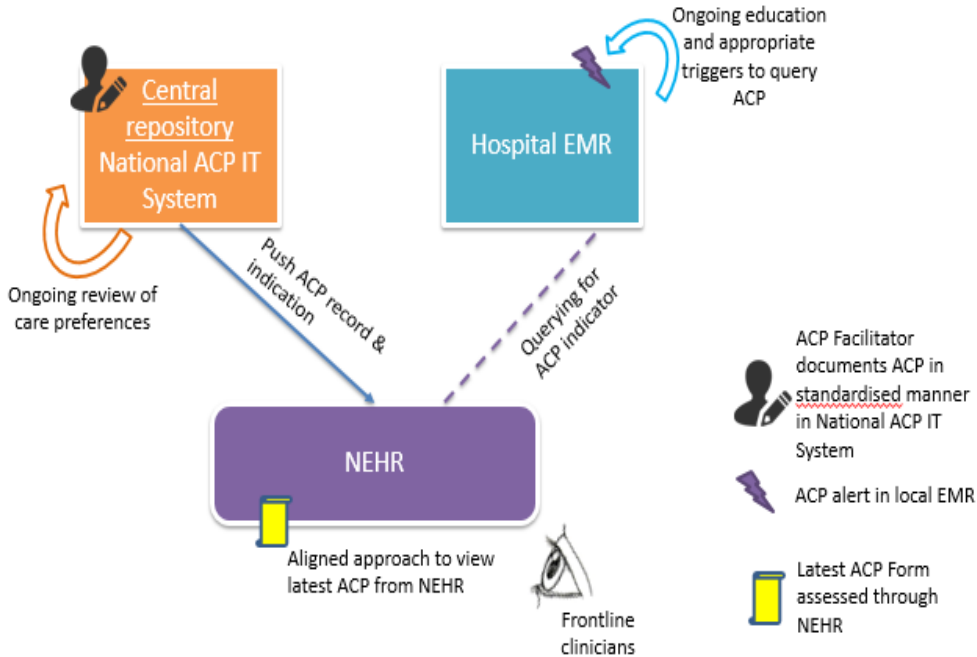 Central
repository
National ACP IT
System
Ongoing education
and appropriate
triggers to query
ACP
Hospital EMR
Ongoing review of
care preferences
Push ACP record &
indication
Querying for
ACP indicator
NEHR
Aligned approach to view
latest ACP from NEHR
Frontline
clinicians
ACP Facilitator
documents ACP in
standardised manner
in National ACP IT
System
ACP alert in local EMR
Latest ACP Form
assessed through
NEHR